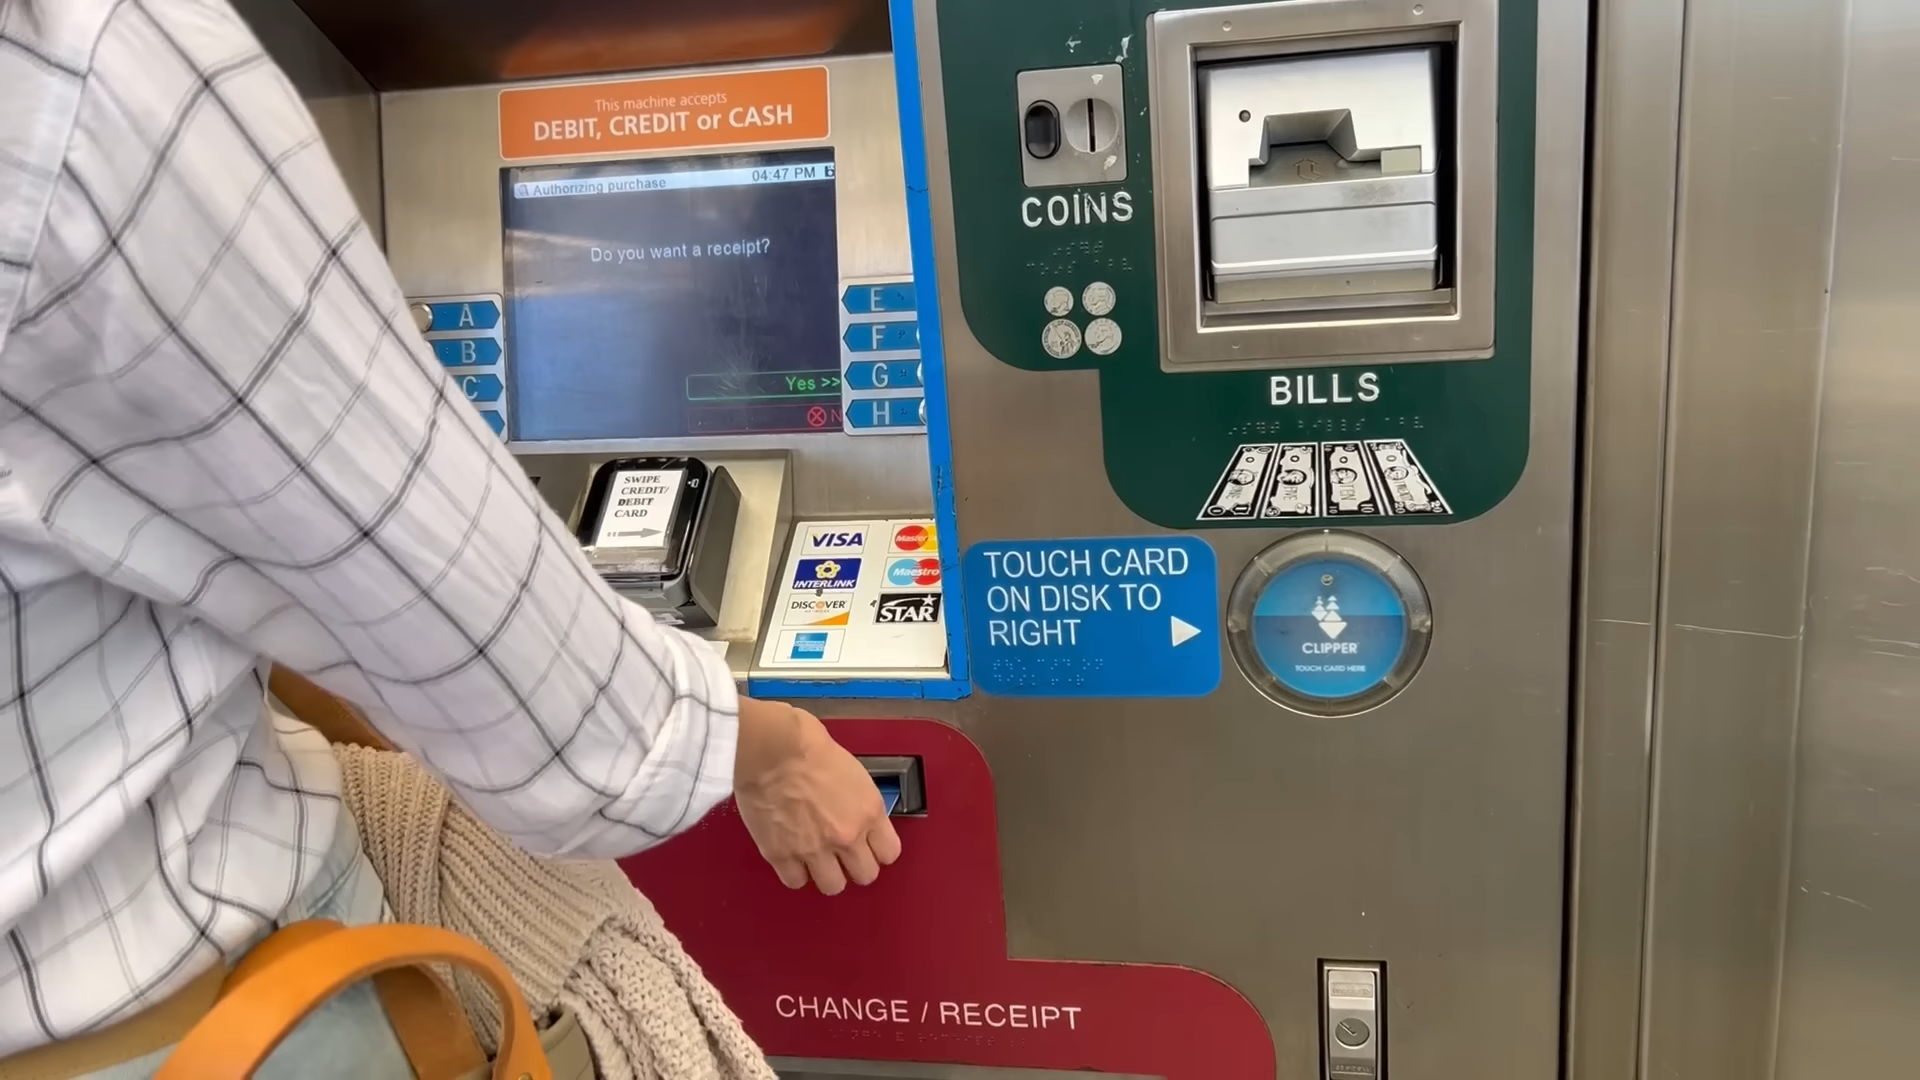 This machine accepts
DEBIT, CREDIT or CASH
Authorizing purchase
04:47 PM
Do you want a receipt?
Yes >>
A
B
C
E
F
G
H
SWIPE
CREDIT/
DEBIT
CARD
VISA
Master
INTERLINK
Maestro
DISCOVER
STAR
COINS
BILLS
TOUCH CARD
ON DISK TO
RIGHT
CLIPPER
TOUCH CARD HERE
CHANGE / RECEIPT